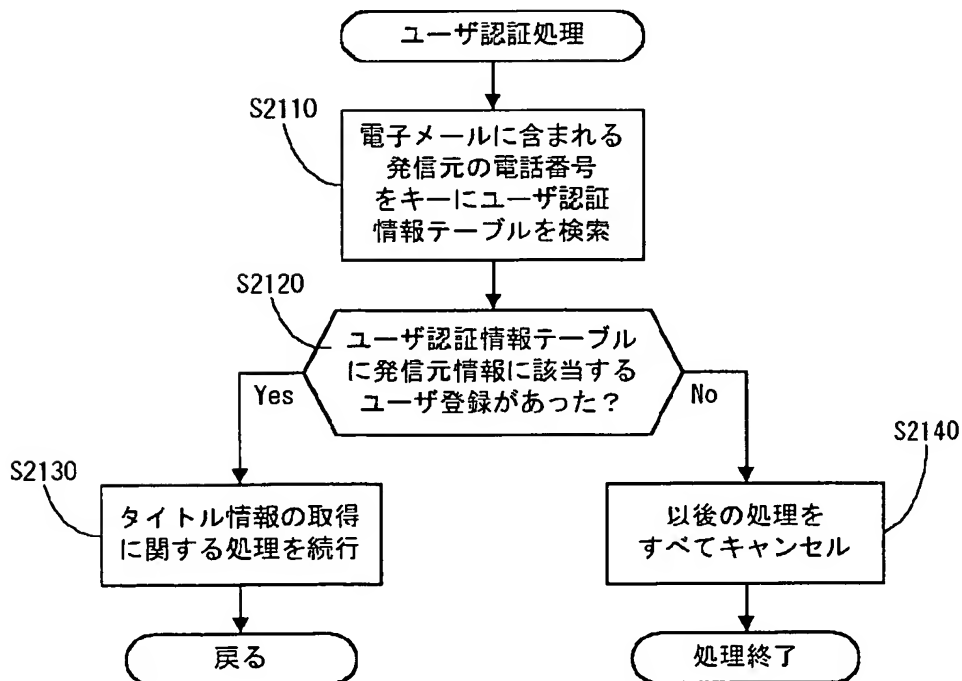 ユーザ認証処理
S2110
電子メールに含まれる
発信元の電話番号
をキーにユーザ認証
情報テーブルを検索
S2120
ユーザ認証情報テーブル
に発信元情報に該当する
ユーザ登録があった？
Yes
No
S2130
タイトル情報の取得
に関する処理を続行
S2140
以後の処理を
すべてキャンセル
戻る
処理終了